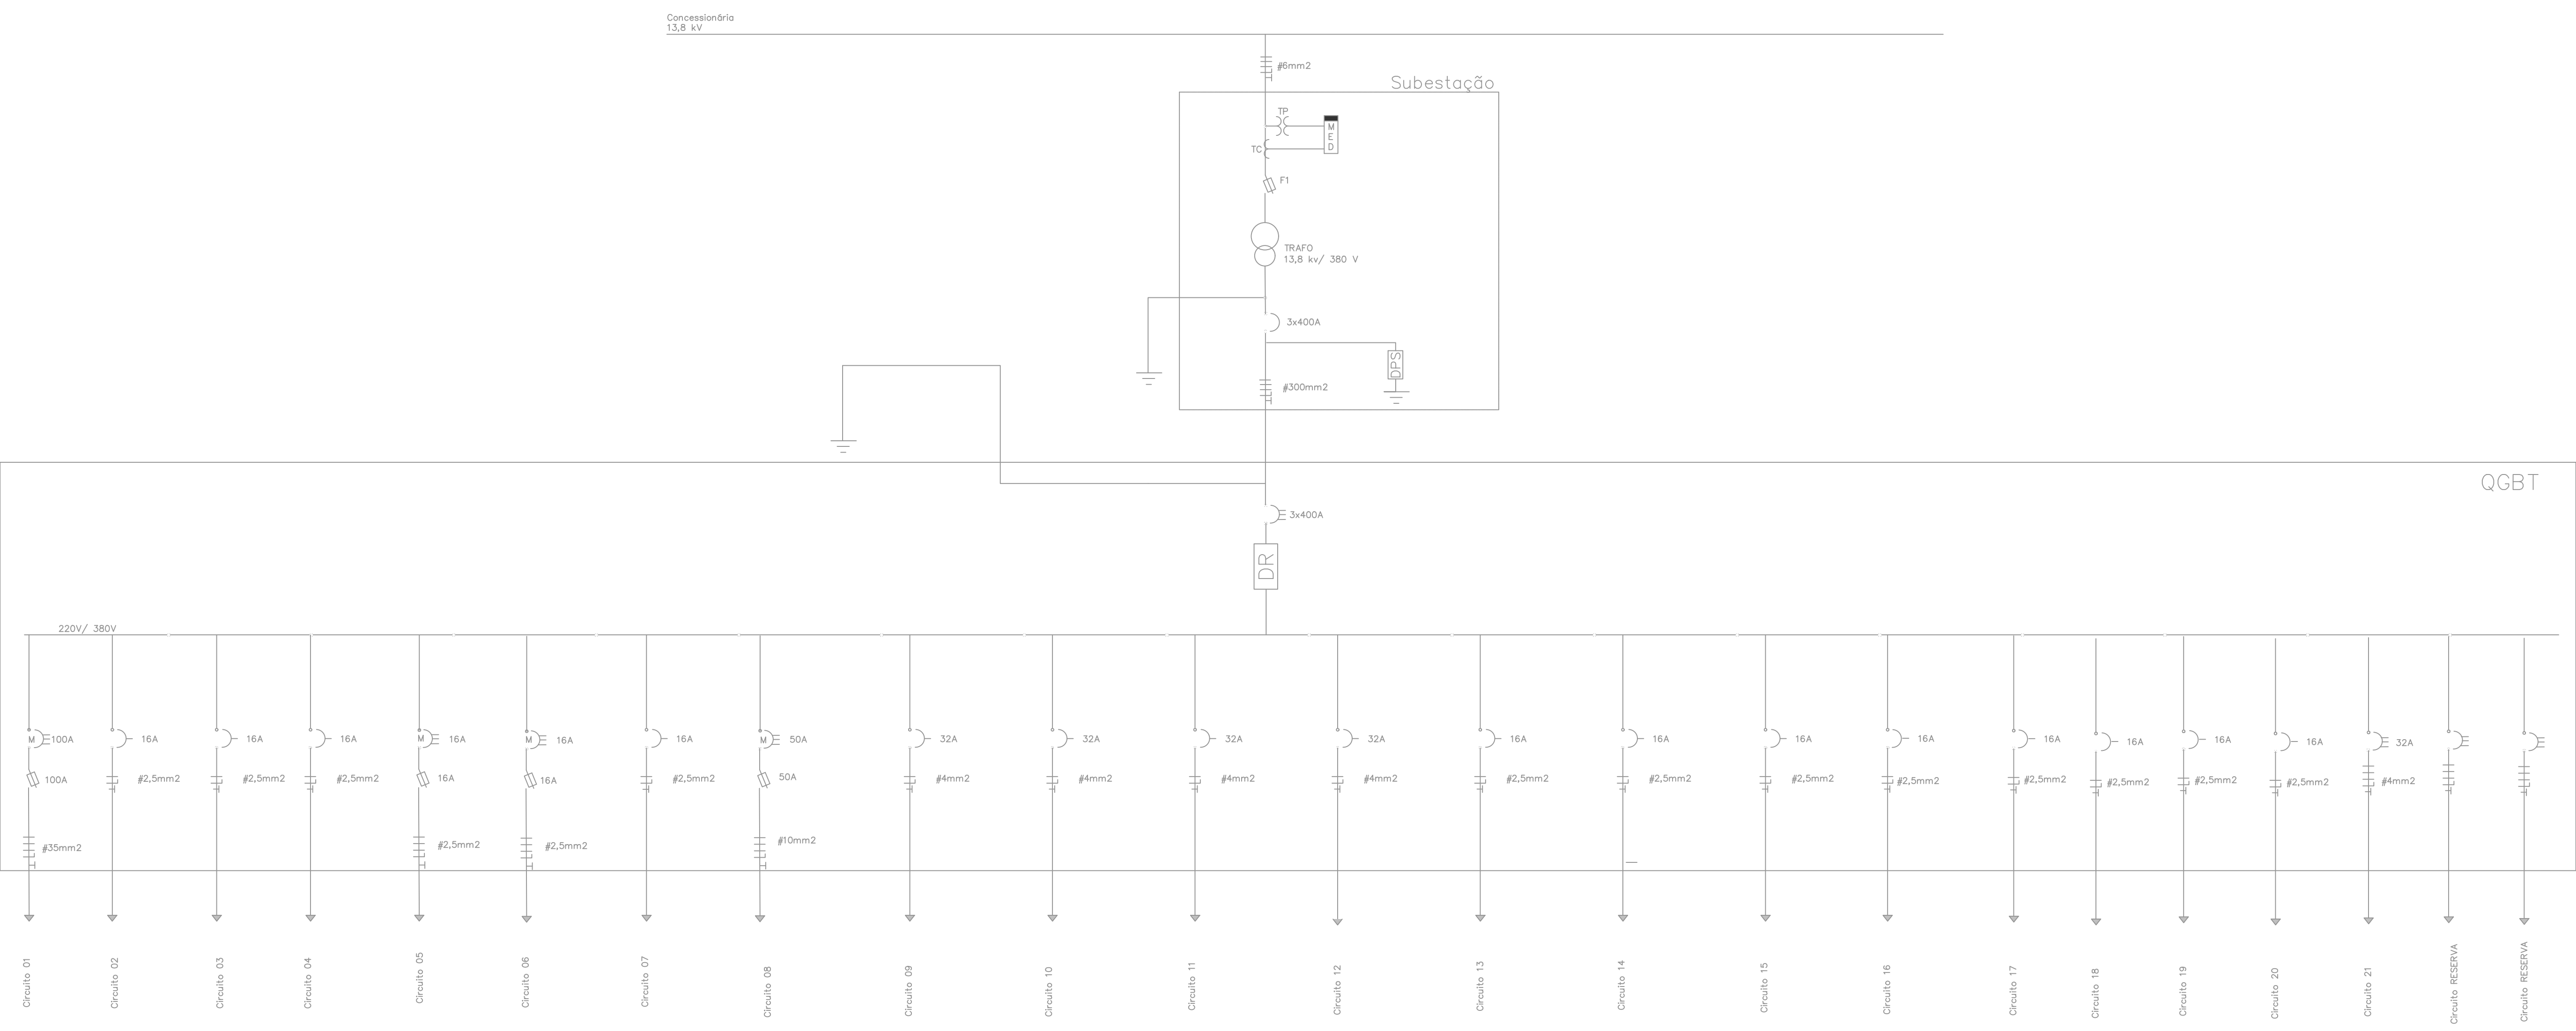 Concessionária
13,8 kV
#6mm2
Subestação
TP
MED
TC
F1
TRAFO
13,8 kv/ 380 V
3x400A
DPS
#300mm2
QGBT
3x400A
DR
220V/ 380V
M 100A
16A
16A
16A
M 16A
M 16A
16A
M 50A
32A
32A
32A
32A
16A
16A
16A
16A
16A
16A
16A
16A
32A
100A
#2,5mm2
#2,5mm2
#2,5mm2
16A
16A
#2,5mm2
50A
#4mm2
#4mm2
#4mm2
#4mm2
#2,5mm2
#2,5mm2
#2,5mm2
#2,5mm2
#2,5mm2
#2,5mm2
#2,5mm2
#2,5mm2
#4mm2
#35mm2
#2,5mm2
#2,5mm2
#10mm2
Circuito 01
Circuito 02
Circuito 03
Circuito 04
Circuito 05
Circuito 06
Circuito 07
Circuito 08
Circuito 09
Circuito 10
Circuito 11
Circuito 12
Circuito 13
Circuito 14
Circuito 15
Circuito 16
Circuito 17
Circuito 18
Circuito 19
Circuito 20
Circuito 21
Circuito RESERVA
Circuito RESERVA